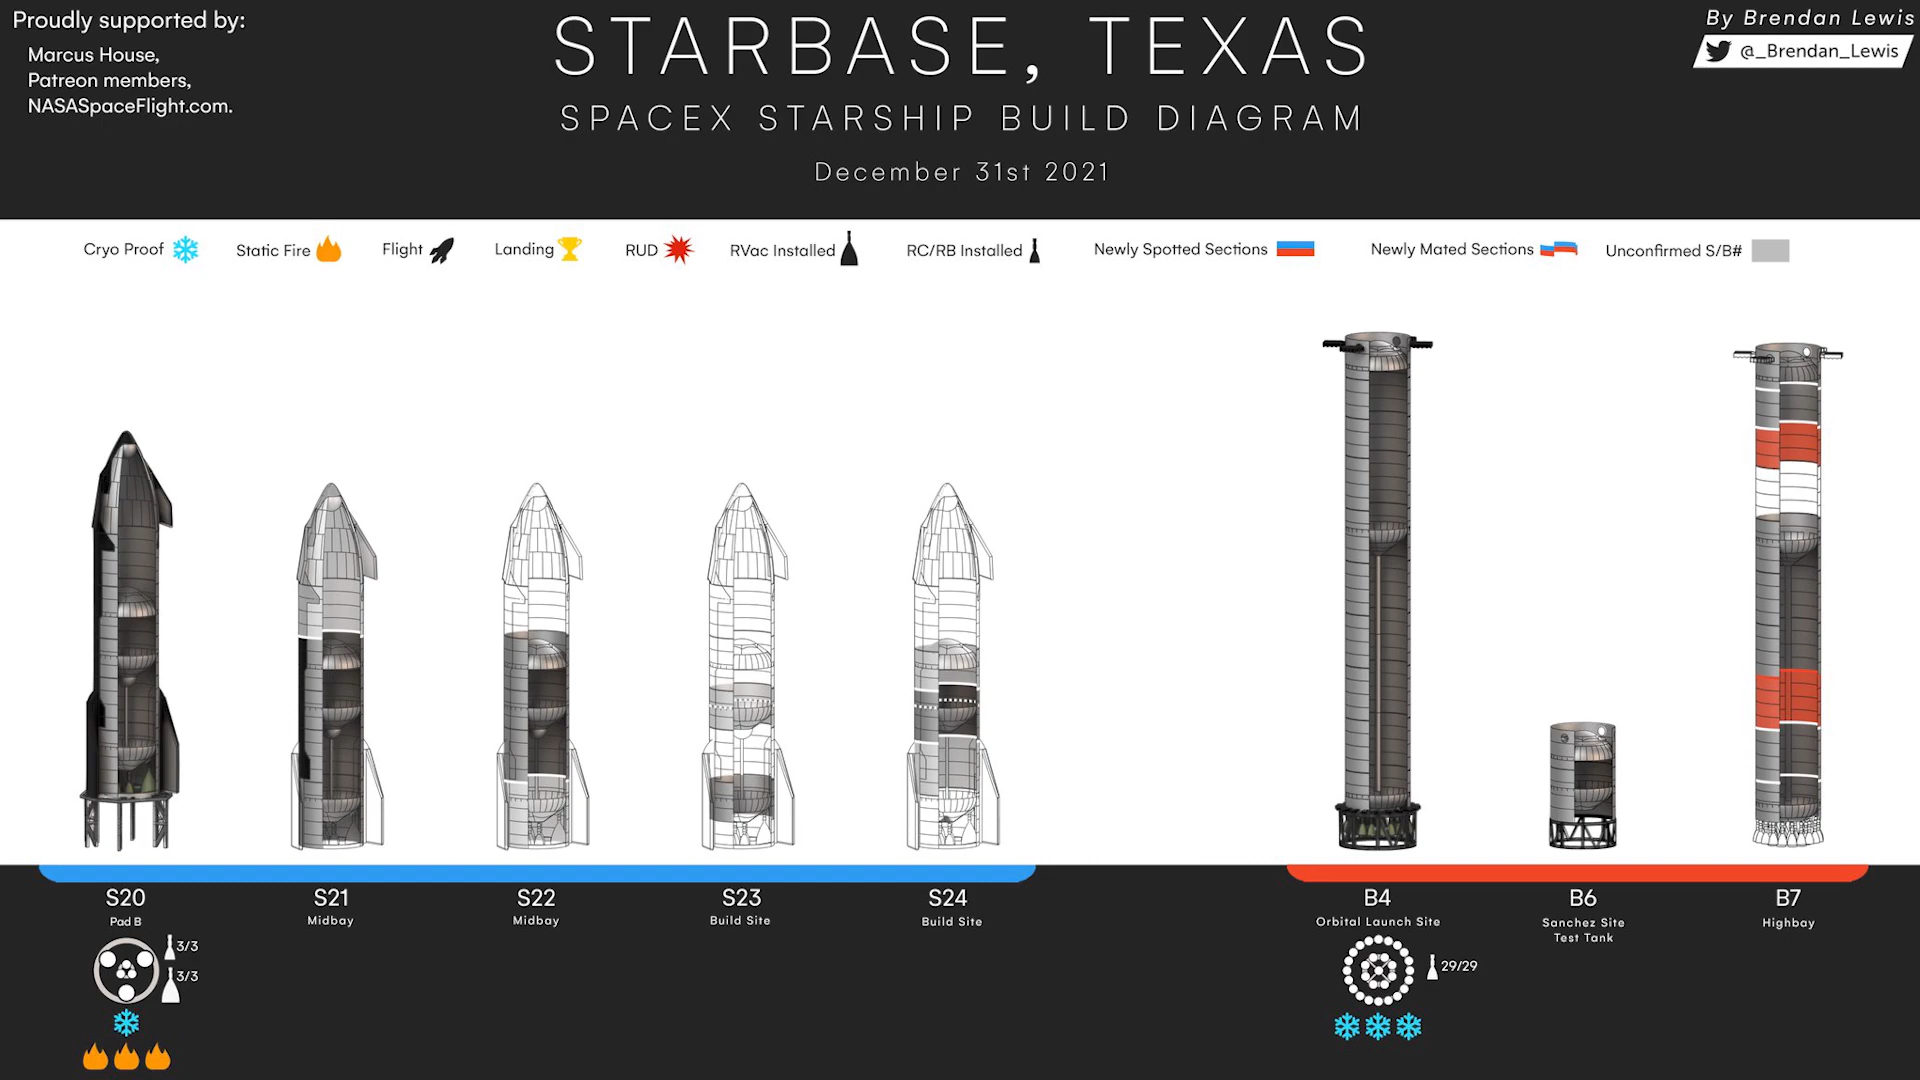 Proudly supported by:
Marcus House,
Patreon members,
NASASpaceFlight.com.
STARBASE, TEXAS
SPACEX STARSHIP BUILD DIAGRAM
December 31st 2021
By Brendan Lewis
@_Brendan_Lewis
Cryo Proof
Static Fire
Flight
Landing
RUD
RVac Installed
RC/RB Installed
Newly Spotted Sections
Newly Mated Sections
Unconfirmed S/B#
S20
Pad B
3/3
3/3
S21
Midbay
S22
Midbay
S23
Build Site
S24
Build Site
B4
Orbital Launch Site
29/29
B6
Sanchez Site
Test Tank
B7
Highbay